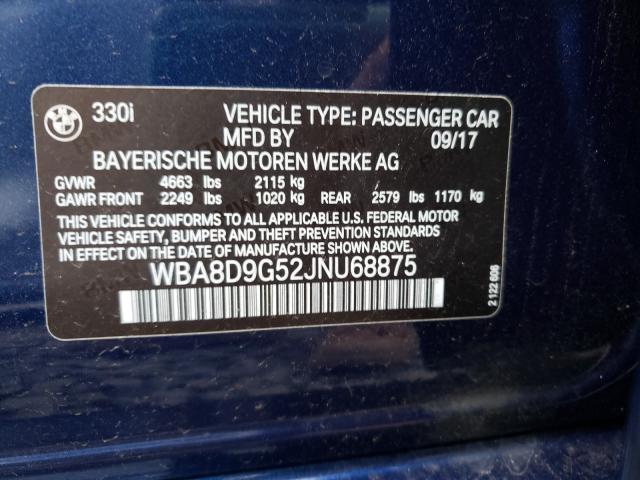 330i VEHICLE TYPE: PASSENGER CAR
MFD BY 09/17
BAYERISCHE MOTOREN WERKE AG
GVWR 4663 lbs 2115 kg
GAWR FRONT 2249 lbs 1020 kg REAR 2579 lbs 1170 kg
THIS VEHICLE CONFORMS TO ALL APPLICABLE U.S. FEDERAL MOTOR
VEHICLE SAFETY, BUMPER AND THEFT PREVENTION STANDARDS
IN EFFECT ON THE DATE OF MANUFACTURE SHOWN ABOVE.
WBA8D9G52JNU68875
2 122 606